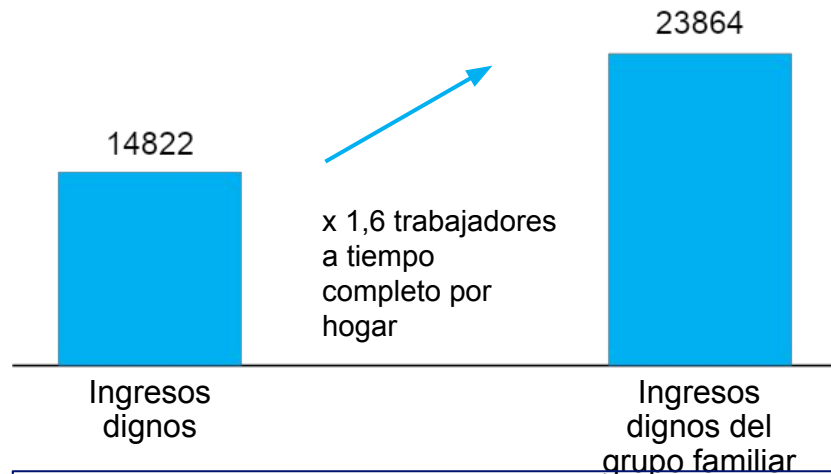 23864
14822
x 1,6 trabajadores
a tiempo
completo por
hogar
Ingresos
dignos
Ingresos
dignos del
grupo familiar